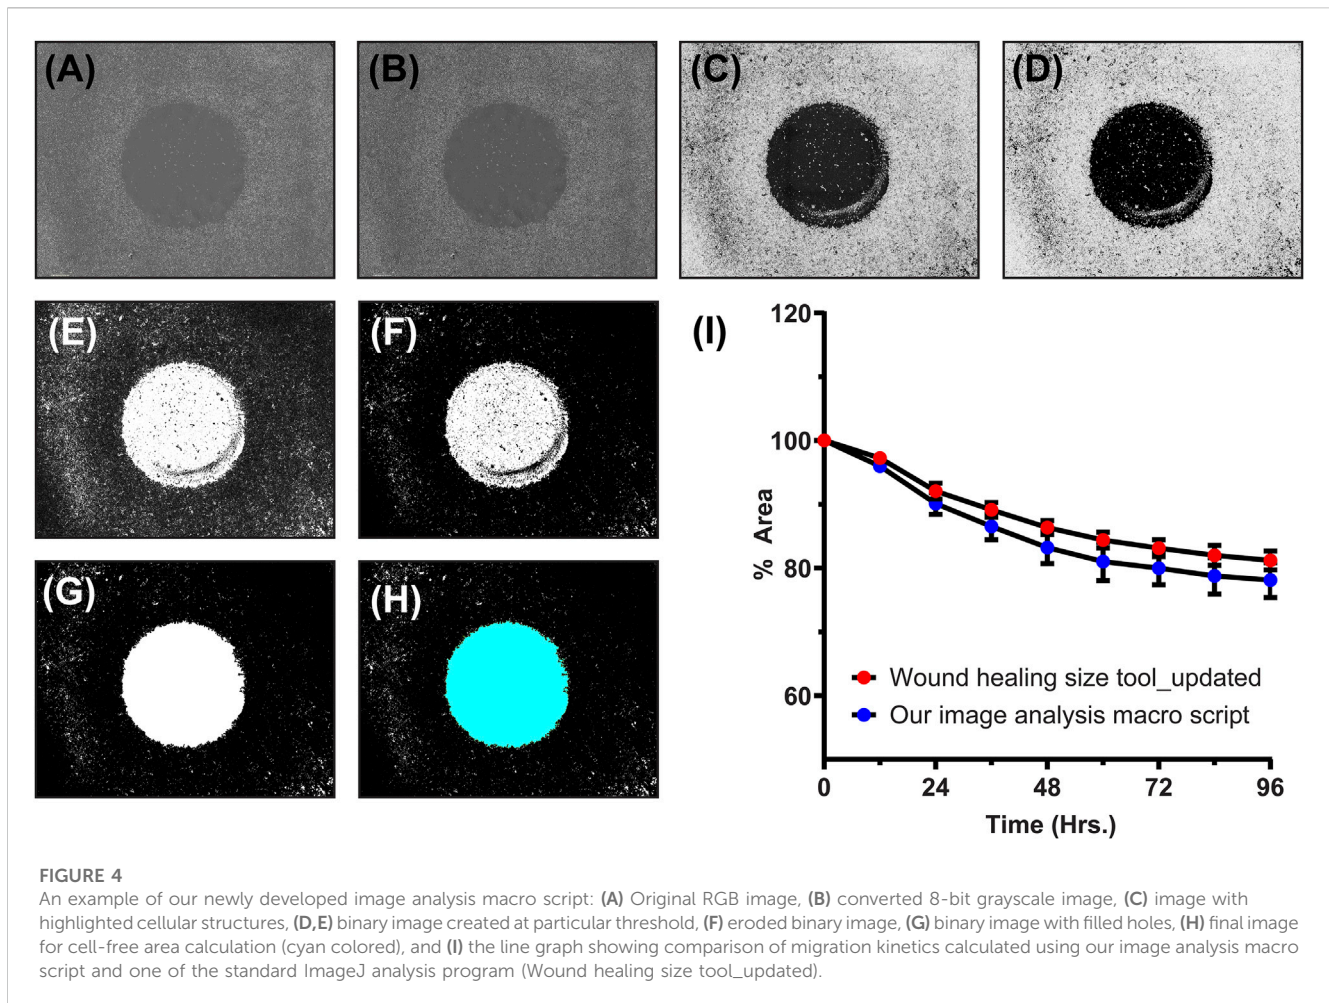 (A)
(B)
(C)
(D)
(E)
(F)
(G)
(H)
(I)
120
100
80
60
% Area
Wound healing size tool_updated
Our image analysis macro script
0 24 48 72 96
Time (Hrs.)
FIGURE 4
An example of our newly developed image analysis macro script: (A) Original RGB image, (B) converted 8-bit grayscale image, (C) image with
highlighted cellular structures, (D,E) binary image created at particular threshold, (F) eroded binary image, (G) binary image with filled holes, (H) final image
for cell-free area calculation (cyan colored), and (I) the line graph showing comparison of migration kinetics calculated using our image analysis macro
script and one of the standard ImageJ analysis program (Wound healing size tool_updated).